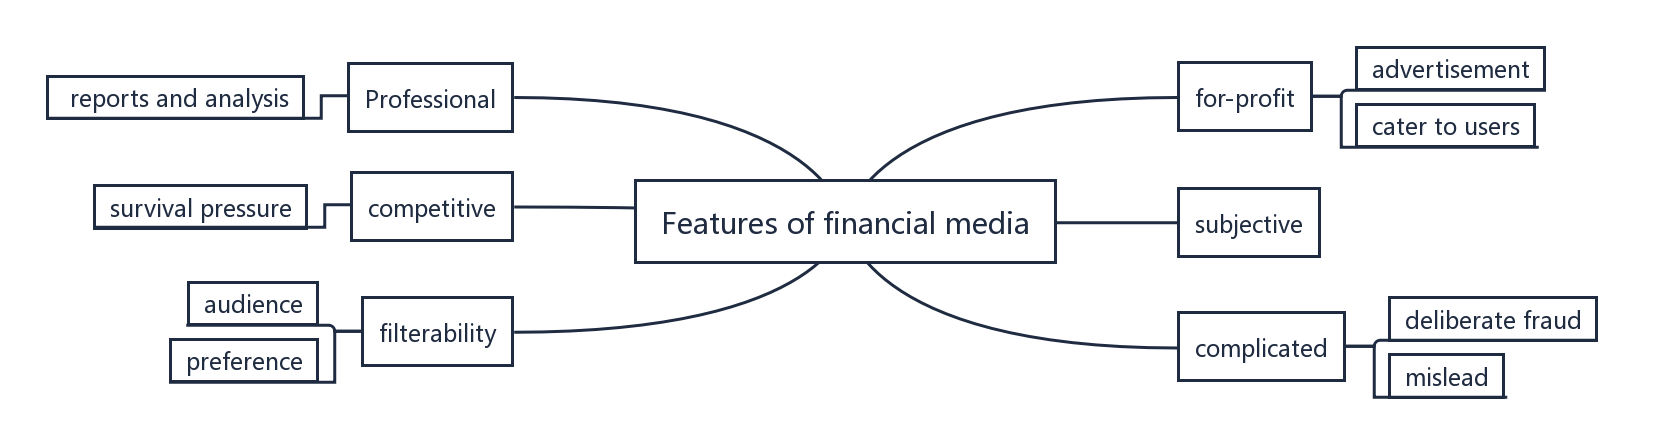 Features of financial media
Professional
reports and analysis
competitive
survival pressure
filterability
audience
preference
for-profit
advertisement
cater to users
subjective
complicated
deliberate fraud
mislead